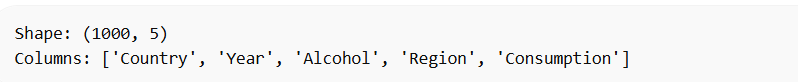 Shape: (1000, 5)
Columns: ['Country', 'Year', 'Alcohol', 'Region', 'Consumption']